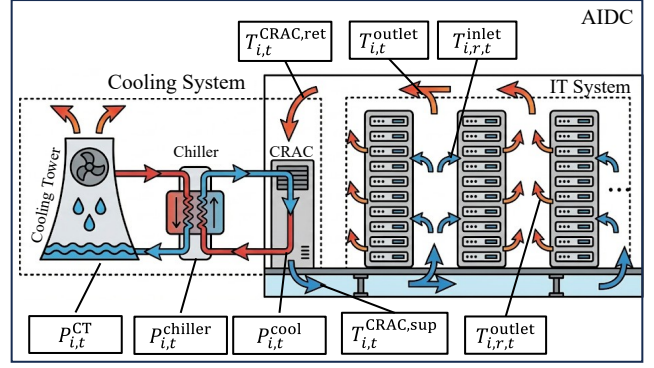 AIDC
T_{i,t}^{CRAC,ret}
T_{i,t}^{outlet}
T_{i,r,t}^{inlet}
Cooling System
IT System
Cooling Tower
Chiller
CRAC
...
P_{i,t}^{CT}
P_{i,t}^{chiller}
P_{i,t}^{cool}
T_{i,t}^{CRAC,sup}
T_{i,r,t}^{outlet}